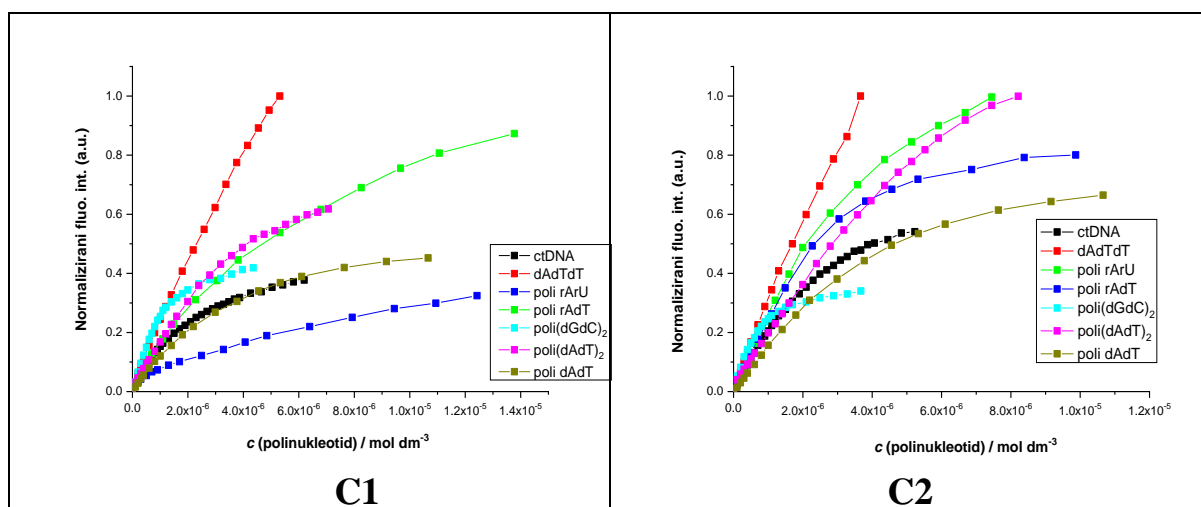 1.0
0.8
0.6
0.4
0.2
0.0
Normalizirani fluo. int. (a.u.)
ctDNA
dAdTdT
poli rArU
poli rAdT
poli(dGdC)₂
poli(dAdT)₂
poli dAdT
0.0 2.0x10⁻⁶ 4.0x10⁻⁶ 6.0x10⁻⁶ 8.0x10⁻⁶ 1.0x10⁻⁵ 1.2x10⁻⁵ 1.4x10⁻⁵
c (polinukleotid) / mol dm⁻³
C1
1.0
0.8
0.6
0.4
0.2
0.0
Normalizirani fluo. int. (a.u.)
ctDNA
dAdTdT
poli rArU
poli rAdT
poli(dGdC)₂
poli(dAdT)₂
poli dAdT
0.0 2.0x10⁻⁶ 4.0x10⁻⁶ 6.0x10⁻⁶ 8.0x10⁻⁶ 1.0x10⁻⁵ 1.2x10⁻⁵
c (polinukleotid) / mol dm⁻³
C2